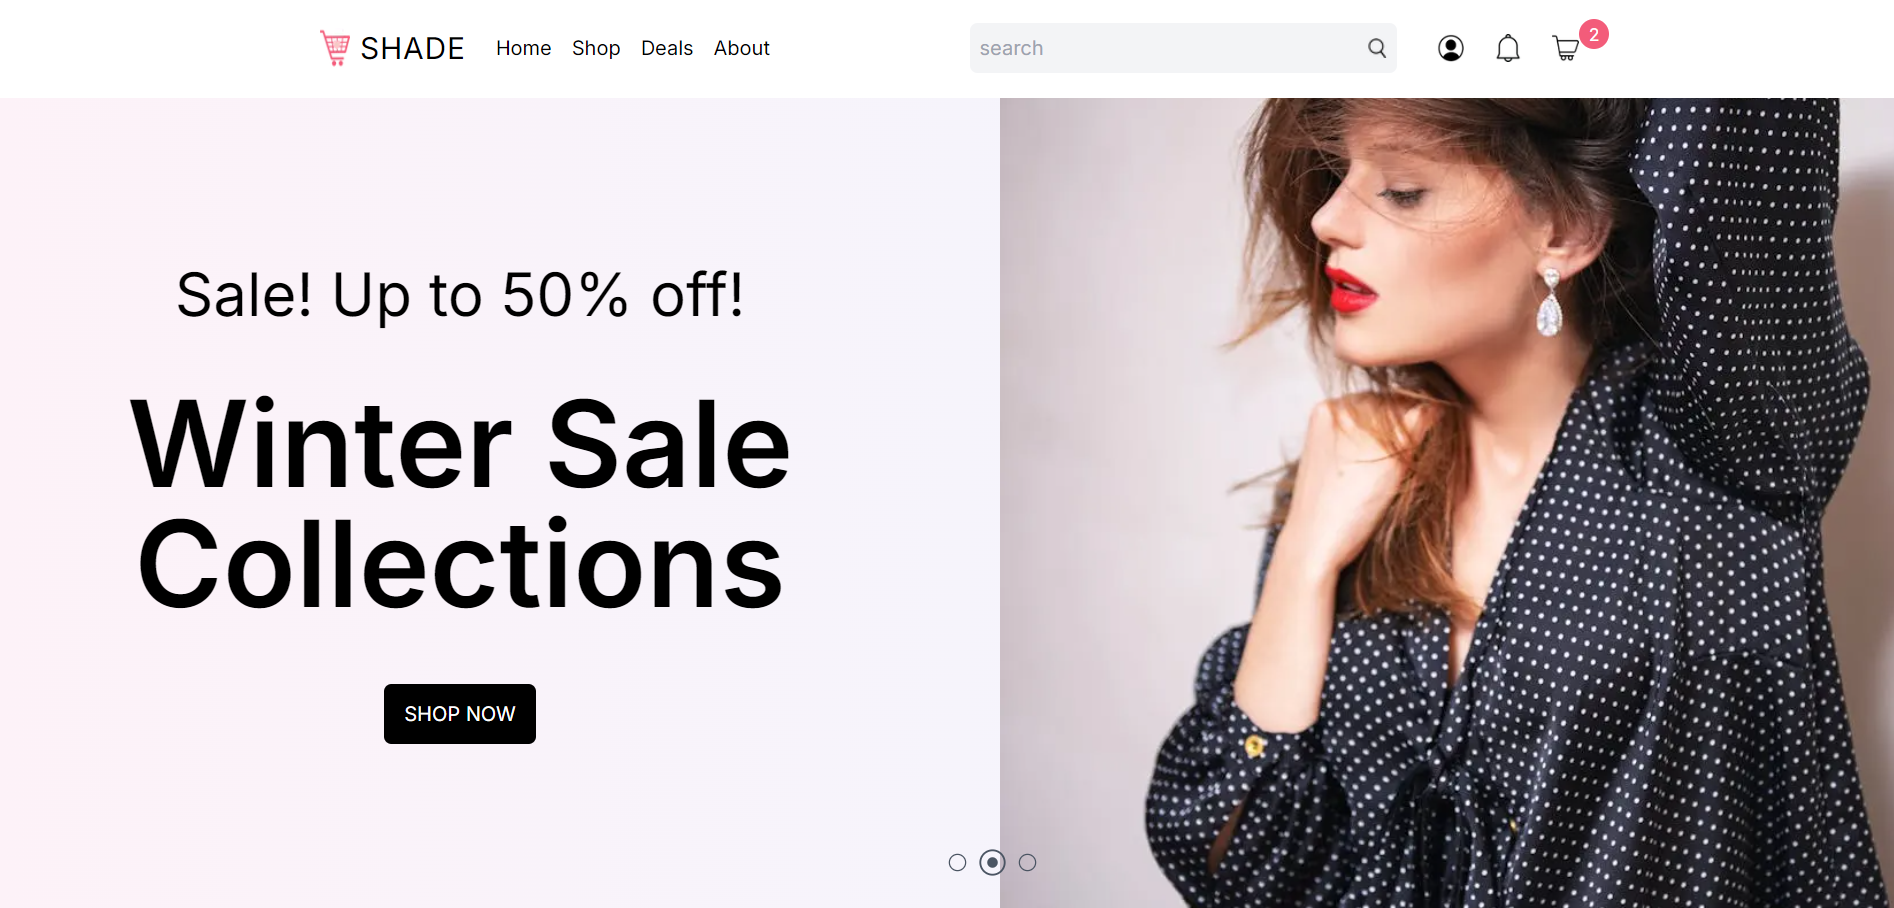 SHADE
Home Shop Deals About
search
2
Sale! Up to 50% off!
Winter Sale
Collections
SHOP NOW